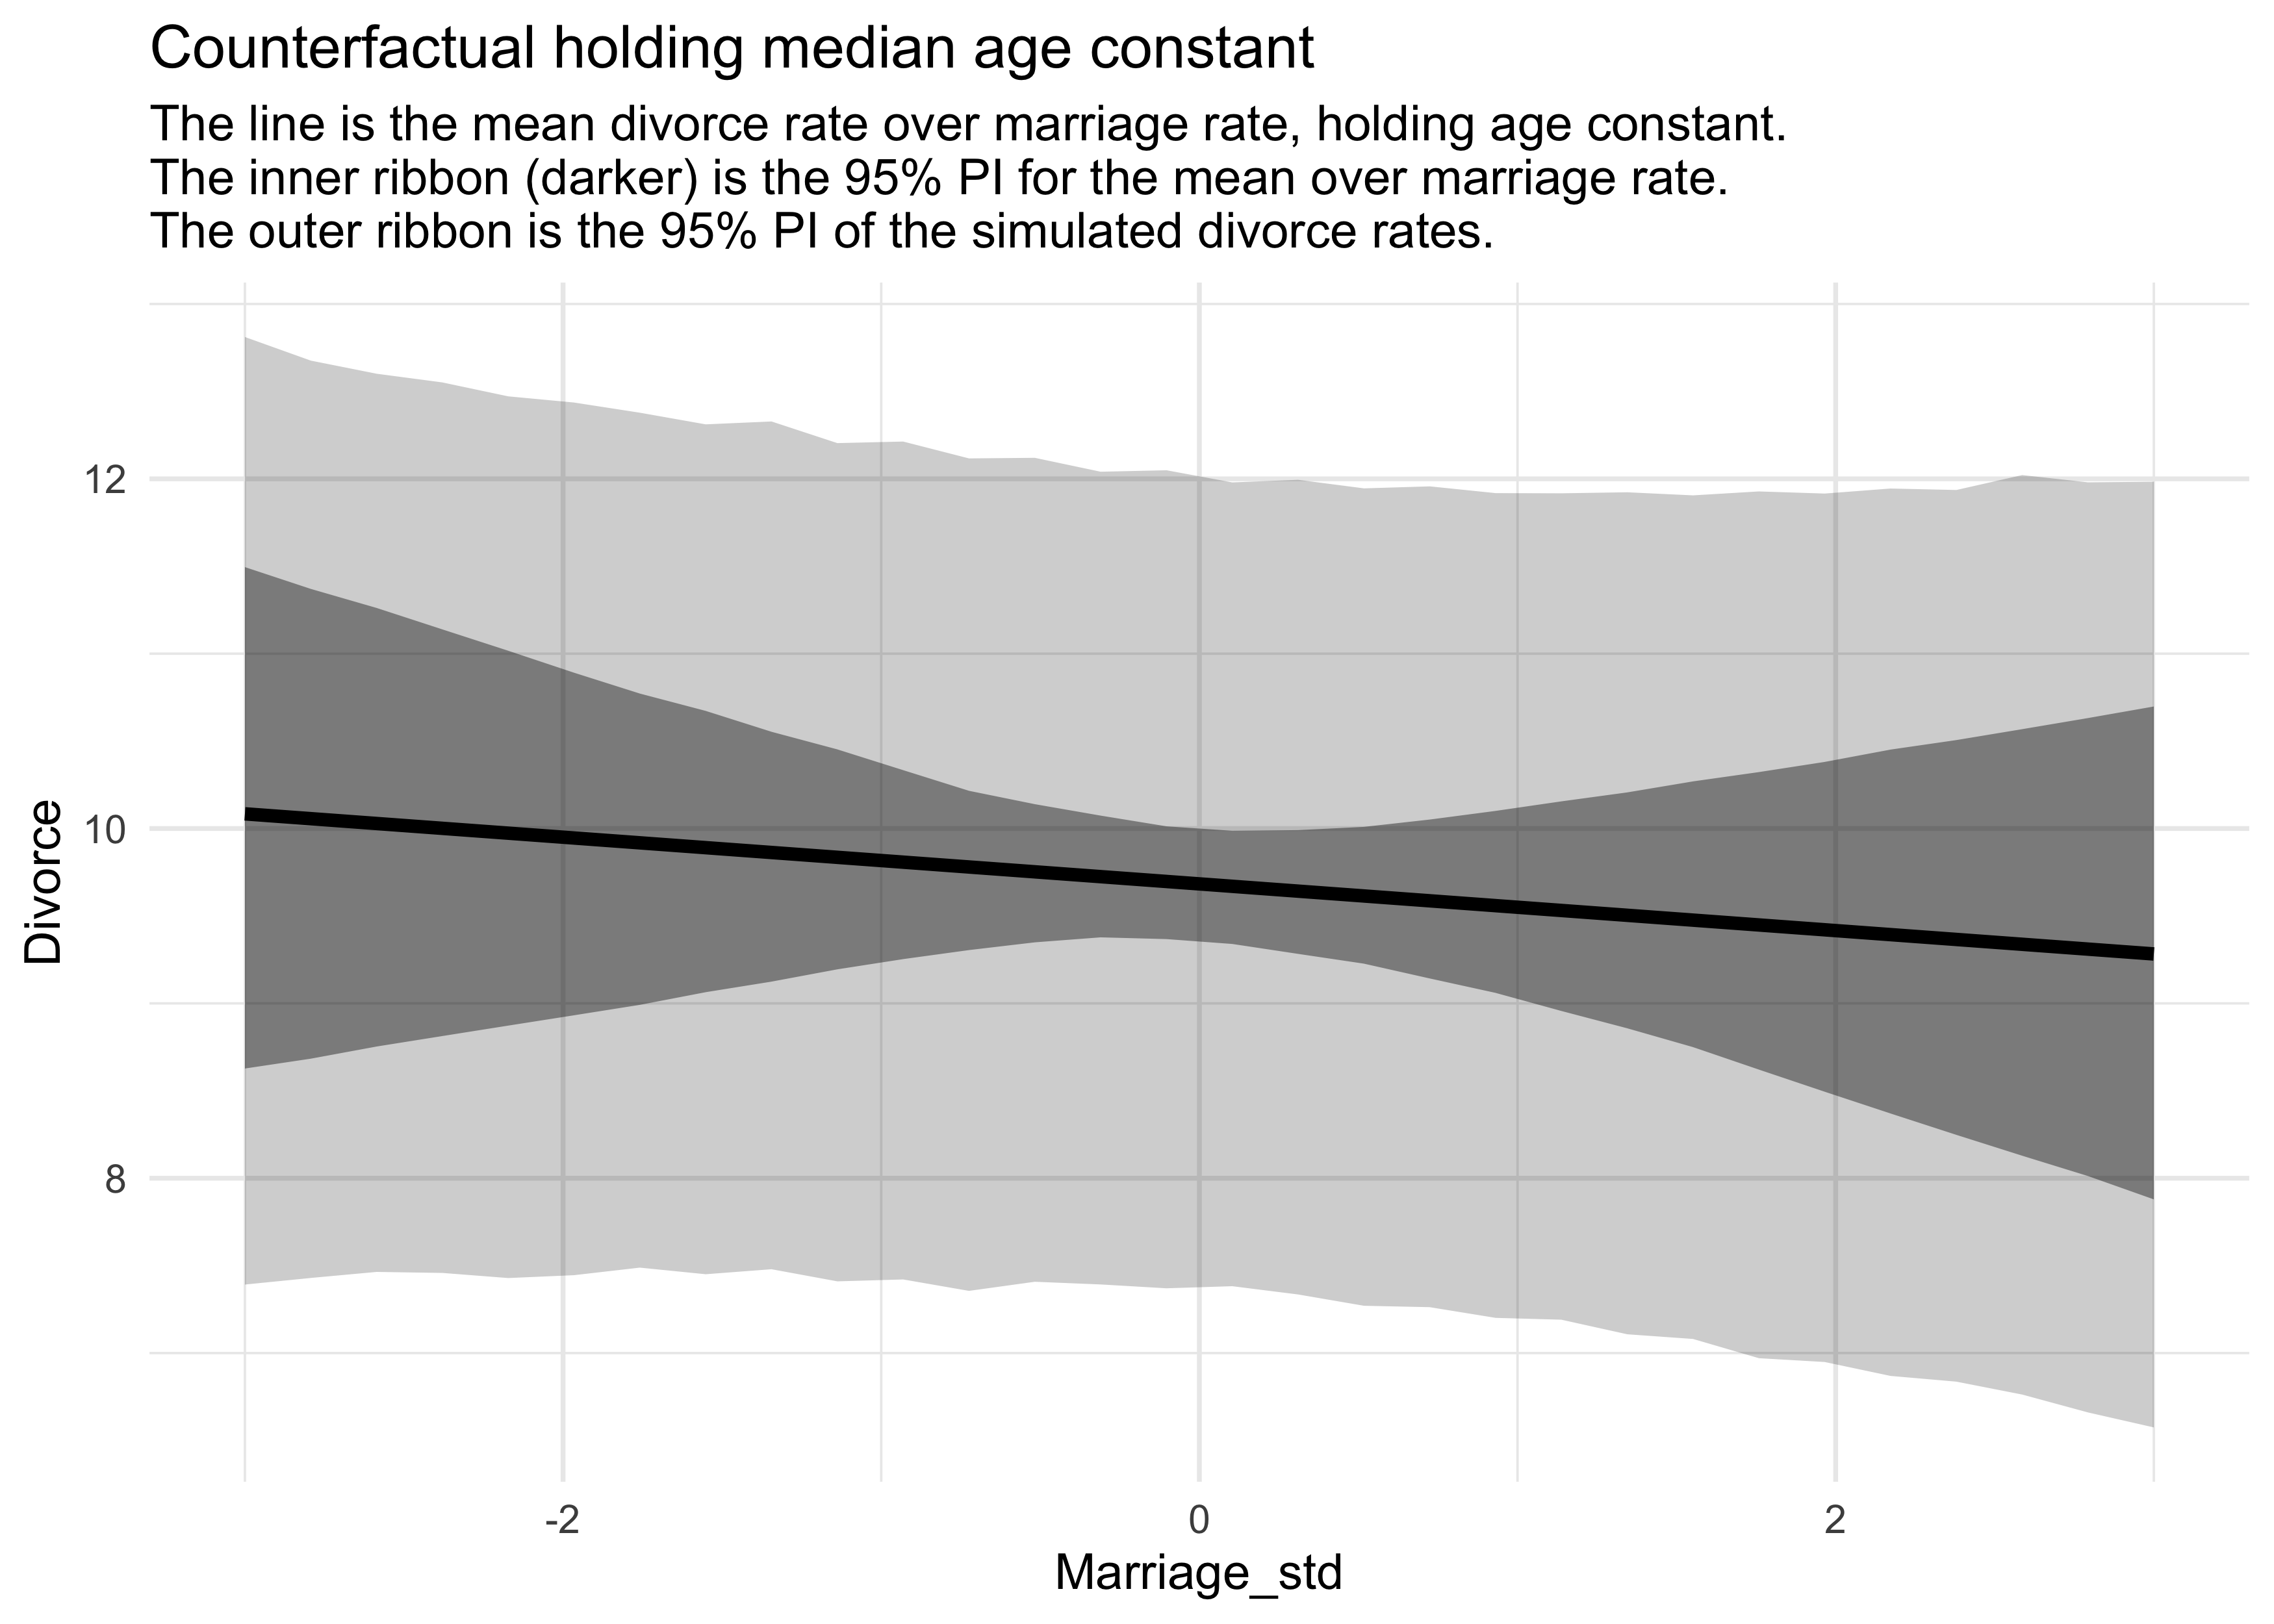 Counterfactual holding median age constant
The line is the mean divorce rate over marriage rate, holding age constant.
The inner ribbon (darker) is the 95% PI for the mean over marriage rate.
The outer ribbon is the 95% PI of the simulated divorce rates.
12
10
8
Divorce
-2
0
2
Marriage_std